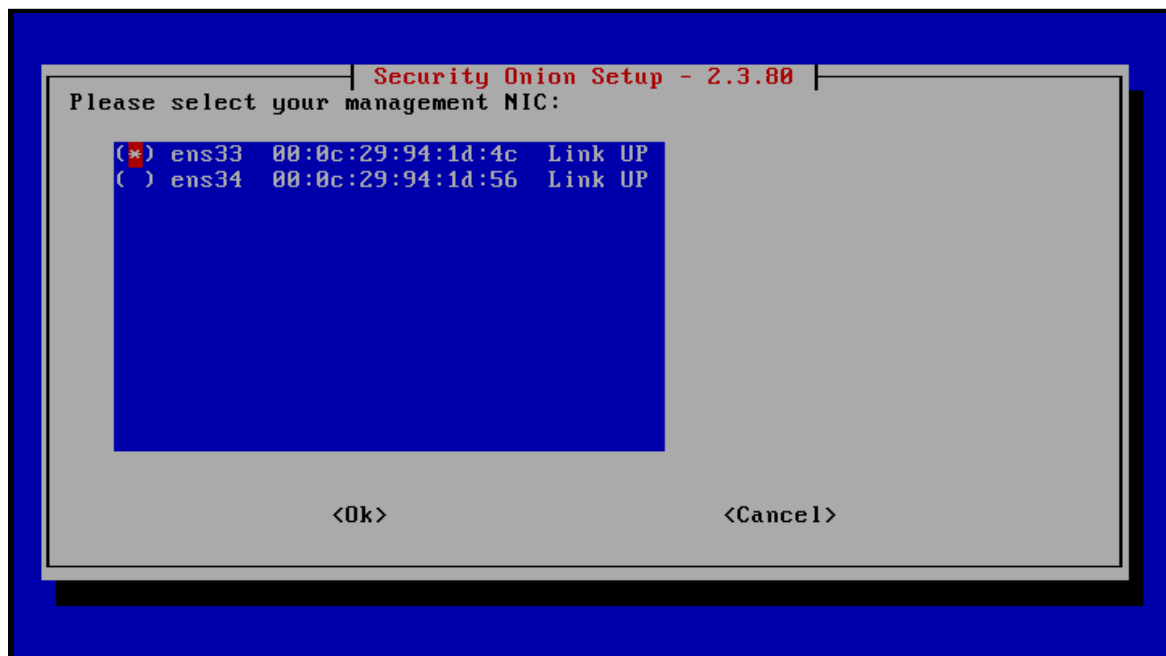 Security Onion Setup - 2.3.80
Please select your management NIC:
(*) ens33 00:0c:29:94:1d:4c Link UP
( ) ens34 00:0c:29:94:1d:56 Link UP
<Ok> <Cancel>